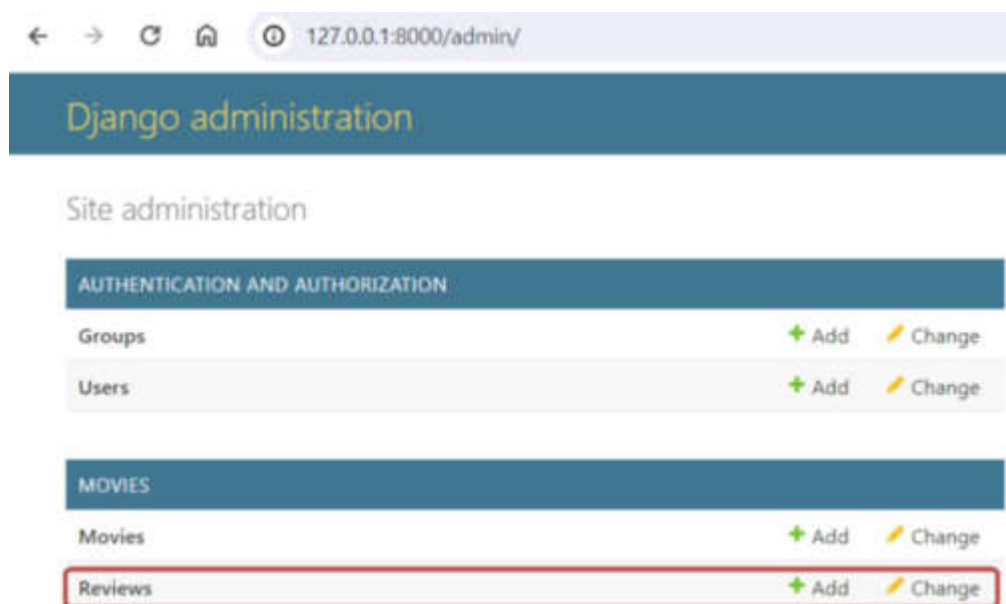 127.0.0.1:8000/admin/
Django administration
Site administration
AUTHENTICATION AND AUTHORIZATION
Groups Add Change
Users Add Change
MOVIES
Movies Add Change
Reviews Add Change